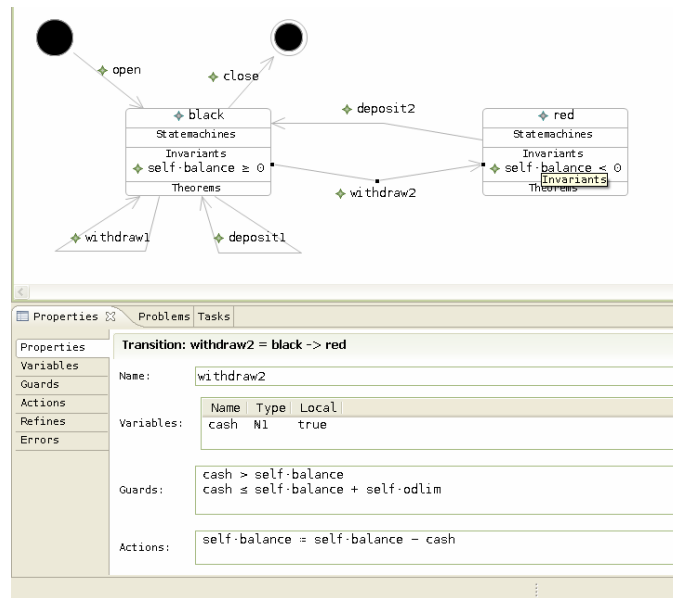 open
close
black
Statemachines
Invariants
self·balance ≥ 0
Theorems
deposit2
withdraw2
red
Statemachines
Invariants
self·balance < 0
Invariants
Theorems
withdraw1
deposit1
Properties Problems Tasks
Properties
Variables
Guards
Actions
Refines
Errors
Transition: withdraw2 = black -> red
Name: withdraw2
Variables:
Name Type Local
cash ℕ1 true
Guards:
cash > self·balance
cash ≤ self·balance + self·odlim
Actions:
self·balance ≔ self·balance − cash